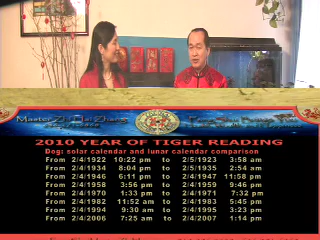 2010 YEAR OF TIGER READING
Dog: solar calendar and lunar calendar comparison
From 2/4/1922 10:22 pm to 2/5/1923 3:58 am
From 2/4/1934 8:04 pm to 2/5/1935 2:54 am
From 2/4/1946 6:11 pm to 2/4/1947 11:58 pm
From 2/4/1958 3:56 pm to 2/4/1959 9:46 pm
From 2/4/1970 1:33 pm to 2/4/1971 7:32 pm
From 2/4/1982 11:52 am to 2/4/1983 5:45 pm
From 2/4/1994 9:30 am to 2/4/1995 3:23 pm
From 2/4/2006 7:25 am to 2/4/2007 1:14 pm